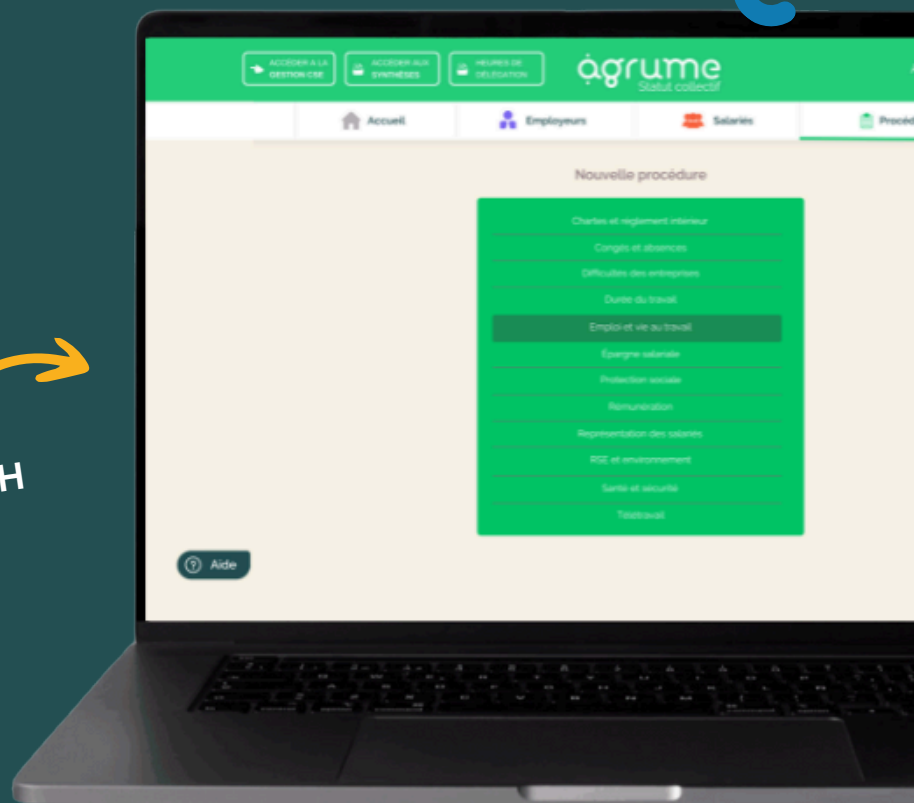 ACCÉDER À LA
GESTION CSE
ACCÉDER AUX
SYNTHÈSES
HEURES DE
DÉLÉGATION
agrume
Statut collectif
Accueil
Employeurs
Salariés
Procéd
Nouvelle procédure
Chartes et règlement intérieur
Congés et absences
Difficultés des entreprises
Durée du travail
Emploi et vie au travail
Épargne salariale
Protection sociale
Rémunération
Représentation des salariés
RSE et environnement
Santé et sécurité
Télétravail
H
? Aide